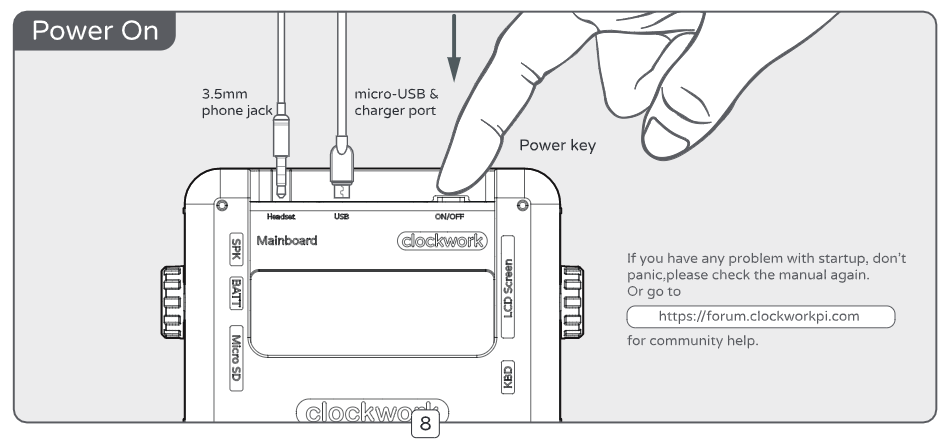 Power On
3.5mm
phone jack
micro-USB &
charger port
Power key
Headset
USB
ON/OFF
Mainboard
clockwork
SPK
BATT
Micro SD
LCD Screen
KBD
If you have any problem with startup, don't
panic,please check the manual again.
Or go to
https://forum.clockworkpi.com
for community help.
clockwork
8